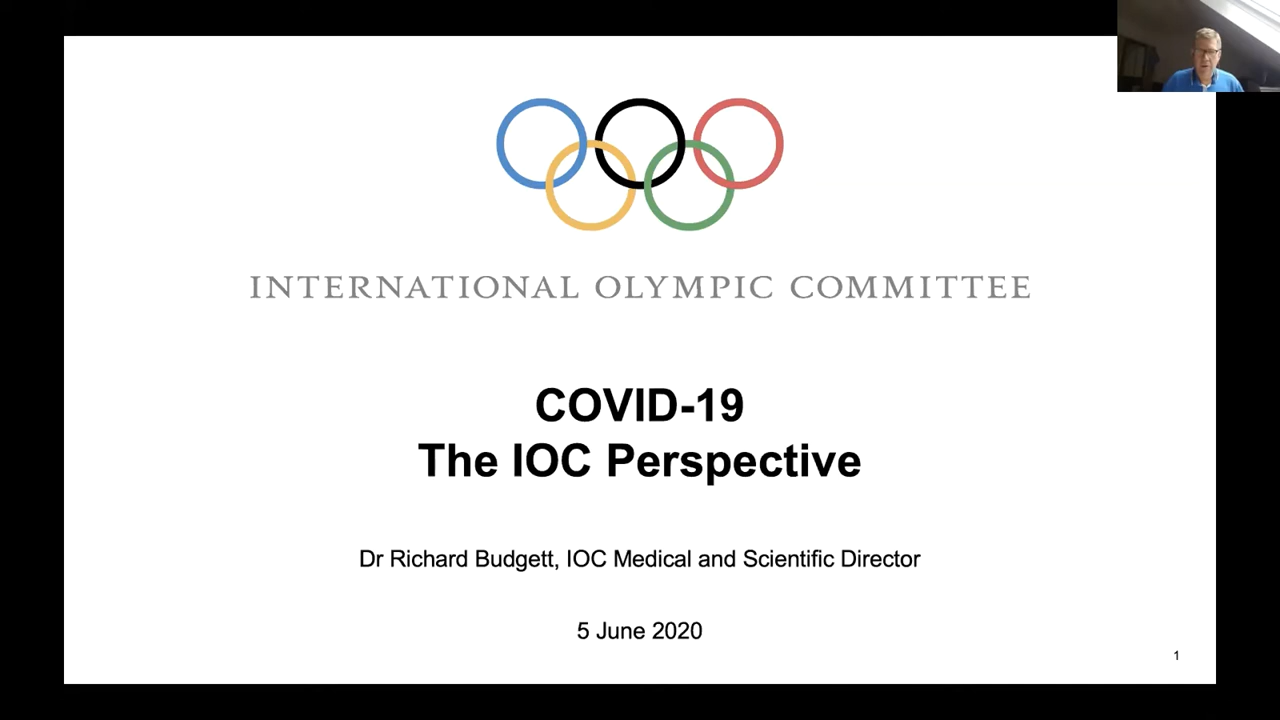 INTERNATIONAL OLYMPIC COMMITTEE
COVID-19
The IOC Perspective
Dr Richard Budgett, IOC Medical and Scientific Director
5 June 2020
1